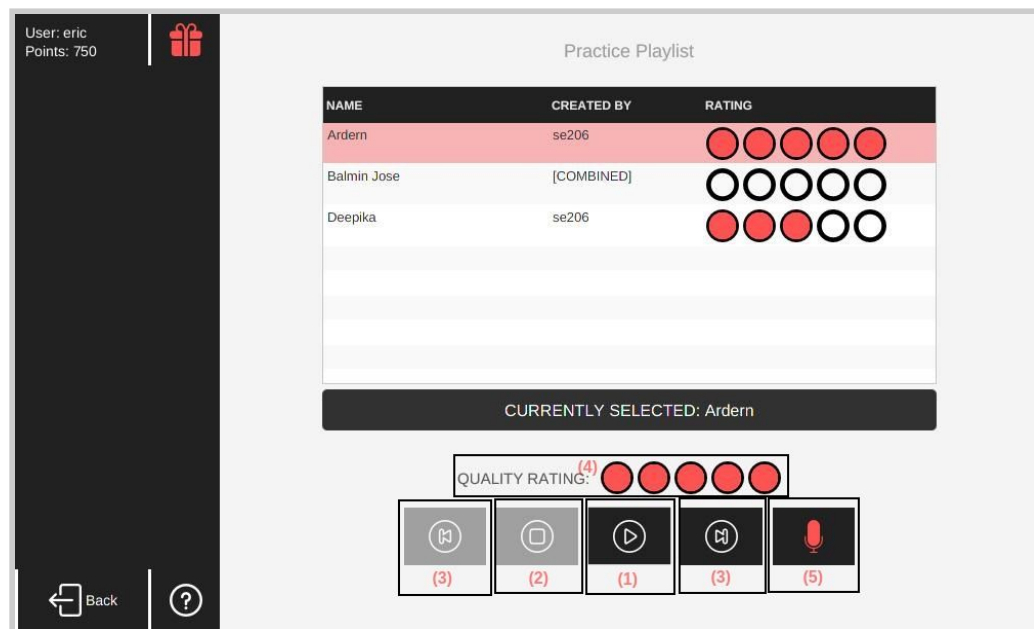 User: eric
Points: 750
Practice Playlist
NAME CREATED BY RATING
Ardern se206
Balmin Jose [COMBINED]
Deepika se206
CURRENTLY SELECTED: Ardern
QUALITY RATING: (4)
(3) (2) (1) (3) (5)
Back ?